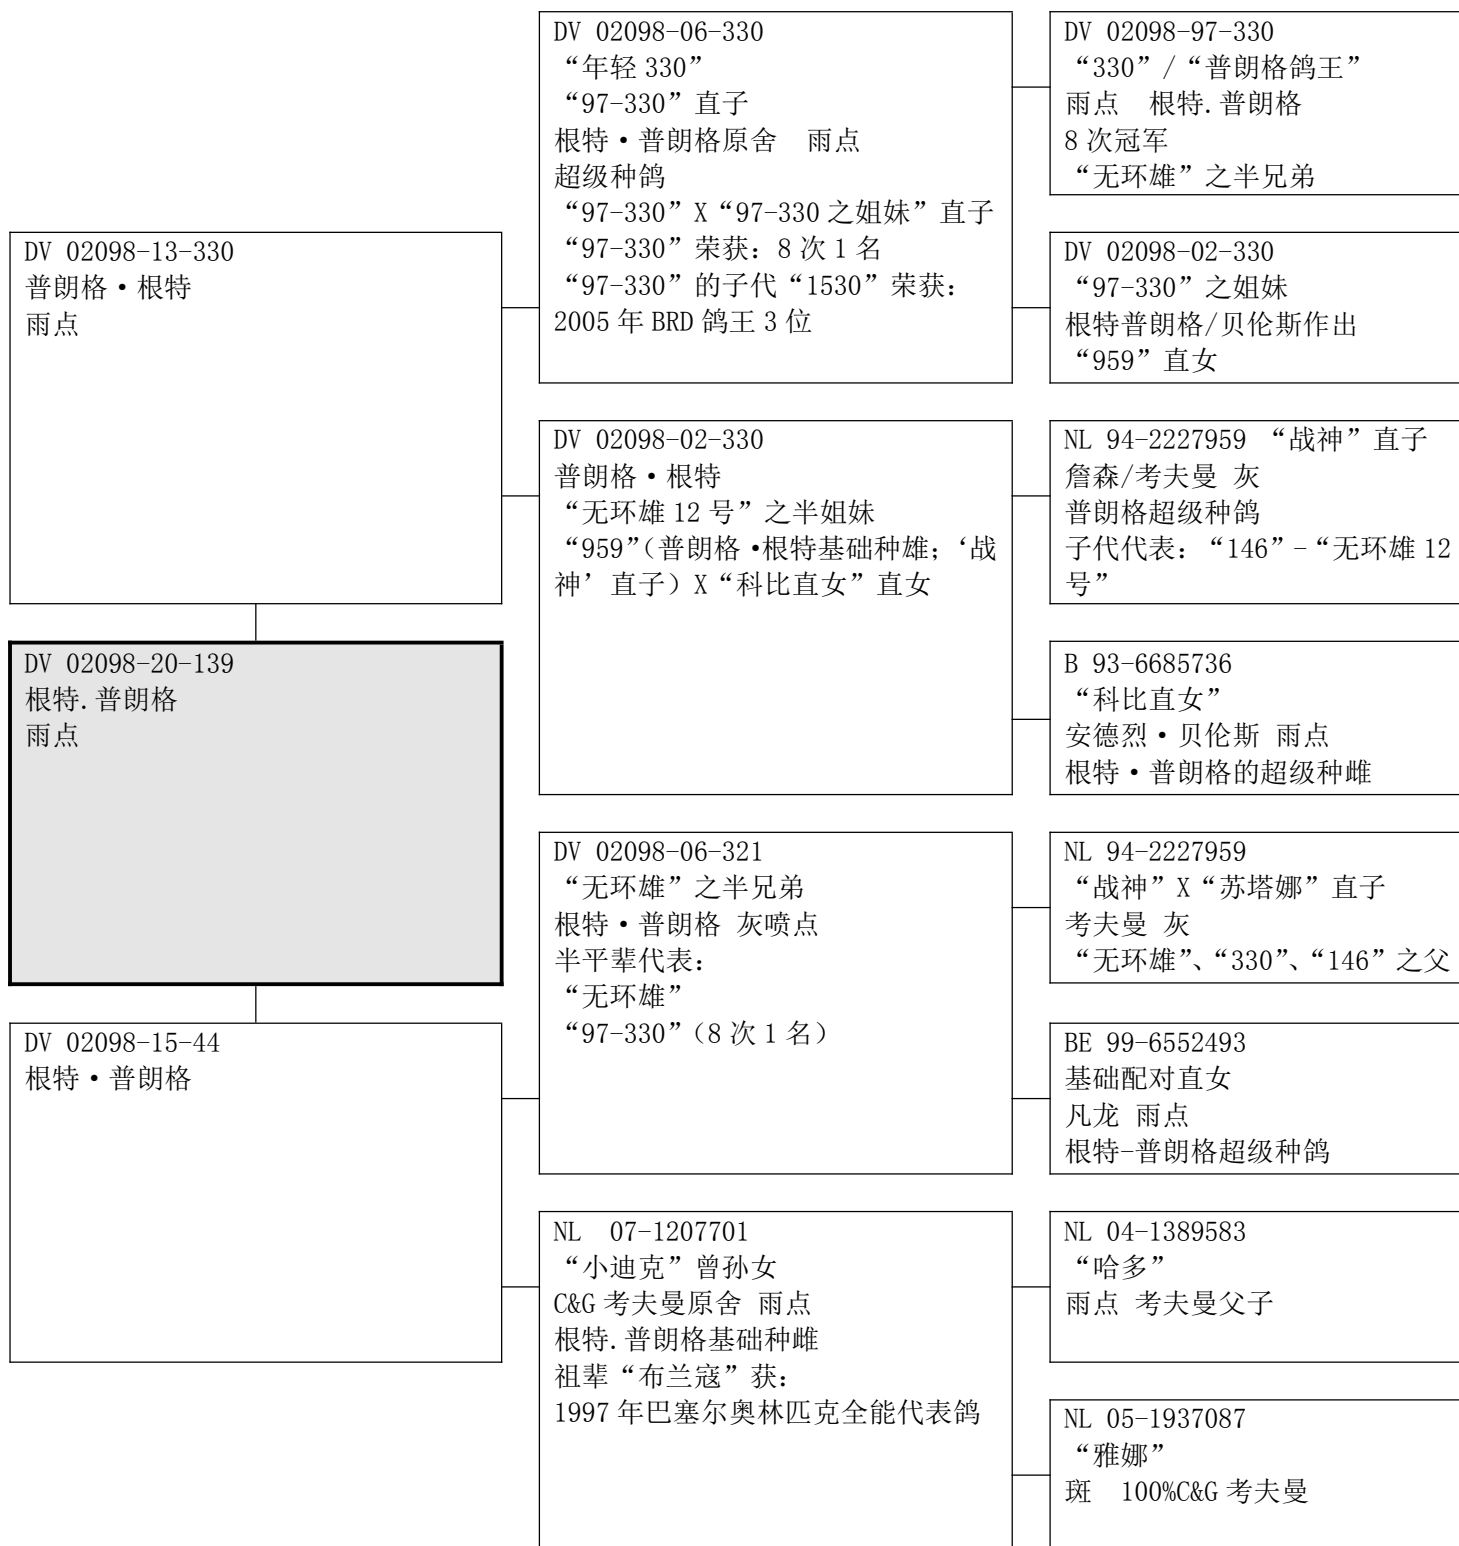 DV 02098-13-330
普朗格·根特
雨点
DV 02098-20-139
根特.普朗格
雨点
DV 02098-15-44
根特·普朗格
DV 02098-06-330
“年轻 330”
“97-330”直子
根特·普朗格原舍 雨点
超级种鸽
“97-330”X“97-330 之姐妹”直子
“97-330”荣获：8 次 1 名
“97-330”的子代“1530”荣获：
2005 年 BRD 鸽王 3 位
DV 02098-02-330
普朗格·根特
“无环雄 12 号”之半姐妹
“959”（普朗格·根特基础种雄；‘战
神’直子）X“科比直女”直女
DV 02098-06-321
“无环雄”之半兄弟
根特·普朗格 灰喷点
半平辈代表：
“无环雄”
“97-330”（8 次 1 名）
NL 07-1207701
“小迪克”曾孙女
C&G 考夫曼原舍 雨点
根特.普朗格基础种雌
祖辈“布兰寇”获：
1997 年巴塞尔奥林匹克全能代表鸽
DV 02098-97-330
“330”/“普朗格鸽王”
雨点 根特.普朗格
8 次冠军
“无环雄”之半兄弟
DV 02098-02-330
“97-330”之姐妹
根特普朗格/贝伦斯作出
“959”直女
NL 94-2227959 “战神”直子
詹森/考夫曼 灰
普朗格超级种鸽
子代代表：“146”-“无环雄 12
号”
B 93-6685736
“科比直女”
安德烈·贝伦斯 雨点
根特·普朗格的超级种雌
NL 94-2227959
“战神”X“苏塔娜”直子
考夫曼 灰
“无环雄”、“330”、“146”之父
BE 99-6552493
基础配对直女
凡龙 雨点
根特-普朗格超级种鸽
NL 04-1389583
“哈多”
雨点 考夫曼父子
NL 05-1937087
“雅娜”
斑 100%C&G 考夫曼